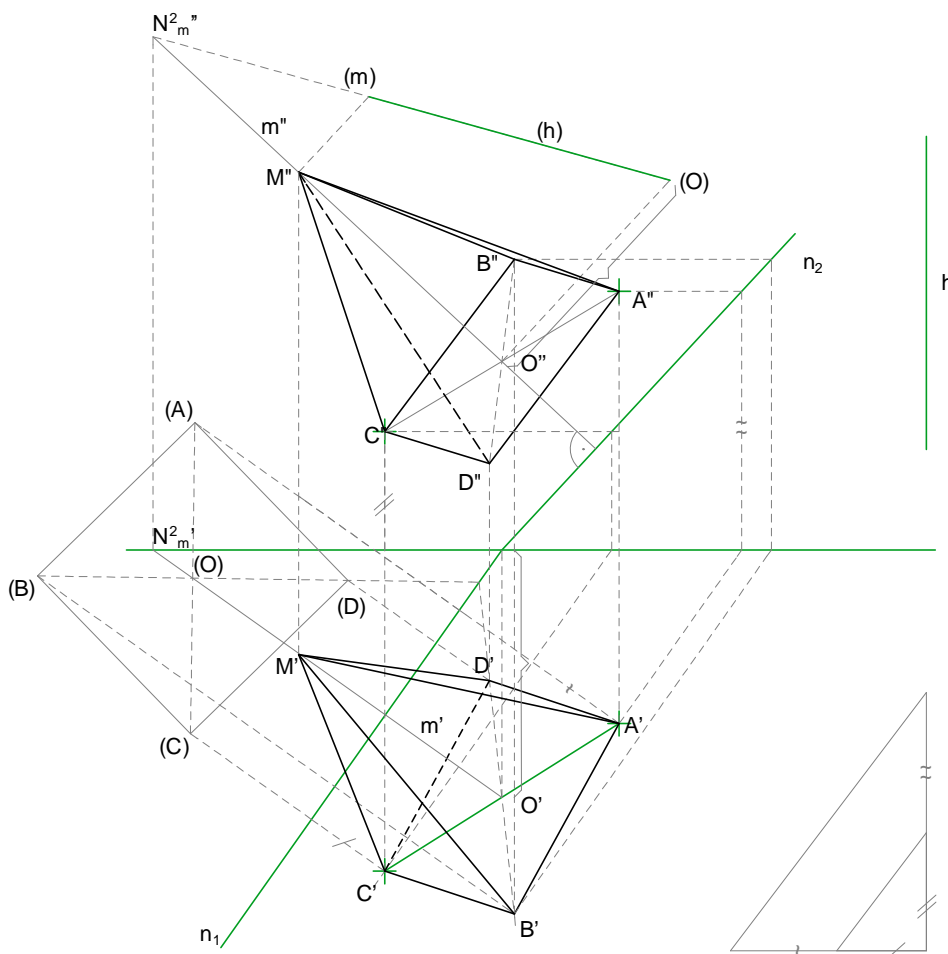 N²ₘ"
(m)
m"
(h)
M"
(O)
B"
n₂
A"
h
O"
C"
D"
(A)
N²ₘ'
(O)
(B)
(D)
M'
D'
m'
A'
(C)
O'
C'
B'
n₁